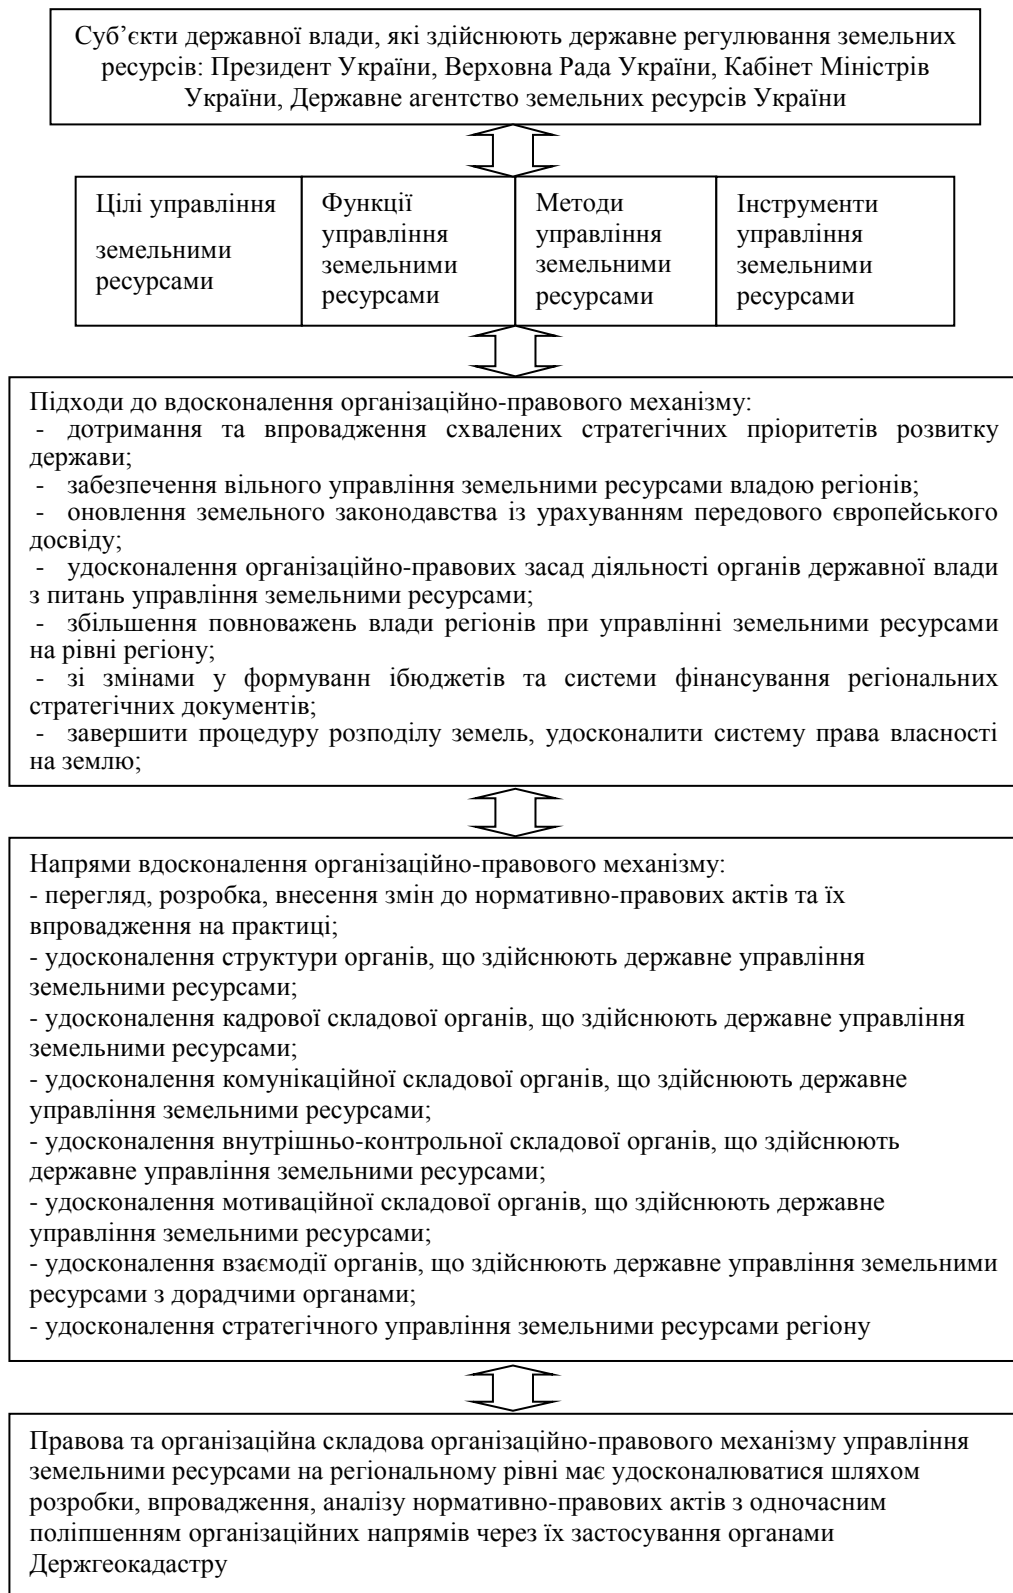 Суб’єкти державної влади, які здійснюють державне регулювання земельних
ресурсів: Президент України, Верховна Рада України, Кабінет Міністрів
України, Державне агентство земельних ресурсів України
Цілі управління
земельними
ресурсами
Функції
управління
земельними
ресурсами
Методи
управління
земельними
ресурсами
Інструменти
управління
земельними
ресурсами
Підходи до вдосконалення організаційно-правового механізму:
- дотримання та впровадження схвалених стратегічних пріоритетів розвитку
держави;
- забезпечення вільного управління земельними ресурсами владою регіонів;
- оновлення земельного законодавства із урахуванням передового європейського
досвіду;
- удосконалення організаційно-правових засад діяльності органів державної влади
з питань управління земельними ресурсами;
- збільшення повноважень влади регіонів при управлінні земельними ресурсами
на рівні регіону;
- зі змінами у формуванн ібюджетів та системи фінансування регіональних
стратегічних документів;
- завершити процедуру розподілу земель, удосконалити систему права власності
на землю;
Напрями вдосконалення організаційно-правового механізму:
- перегляд, розробка, внесення змін до нормативно-правових актів та їх
впровадження на практиці;
- удосконалення структури органів, що здійснюють державне управління
земельними ресурсами;
- удосконалення кадрової складової органів, що здійснюють державне управління
земельними ресурсами;
- удосконалення комунікаційної складової органів, що здійснюють державне
управління земельними ресурсами;
- удосконалення внутрішньо-контрольної складової органів, що здійснюють
державне управління земельними ресурсами;
- удосконалення мотиваційної складової органів, що здійснюють державне
управління земельними ресурсами;
- удосконалення взаємодії органів, що здійснюють державне управління земельними
ресурсами з дорадчими органами;
- удосконалення стратегічного управління земельними ресурсами регіону
Правова та організаційна складова організаційно-правового механізму управління
земельними ресурсами на регіональному рівні має удосконалюватися шляхом
розробки, впровадження, аналізу нормативно-правових актів з одночасним
поліпшенням організаційних напрямів через їх застосування органами
Держгеокадастру